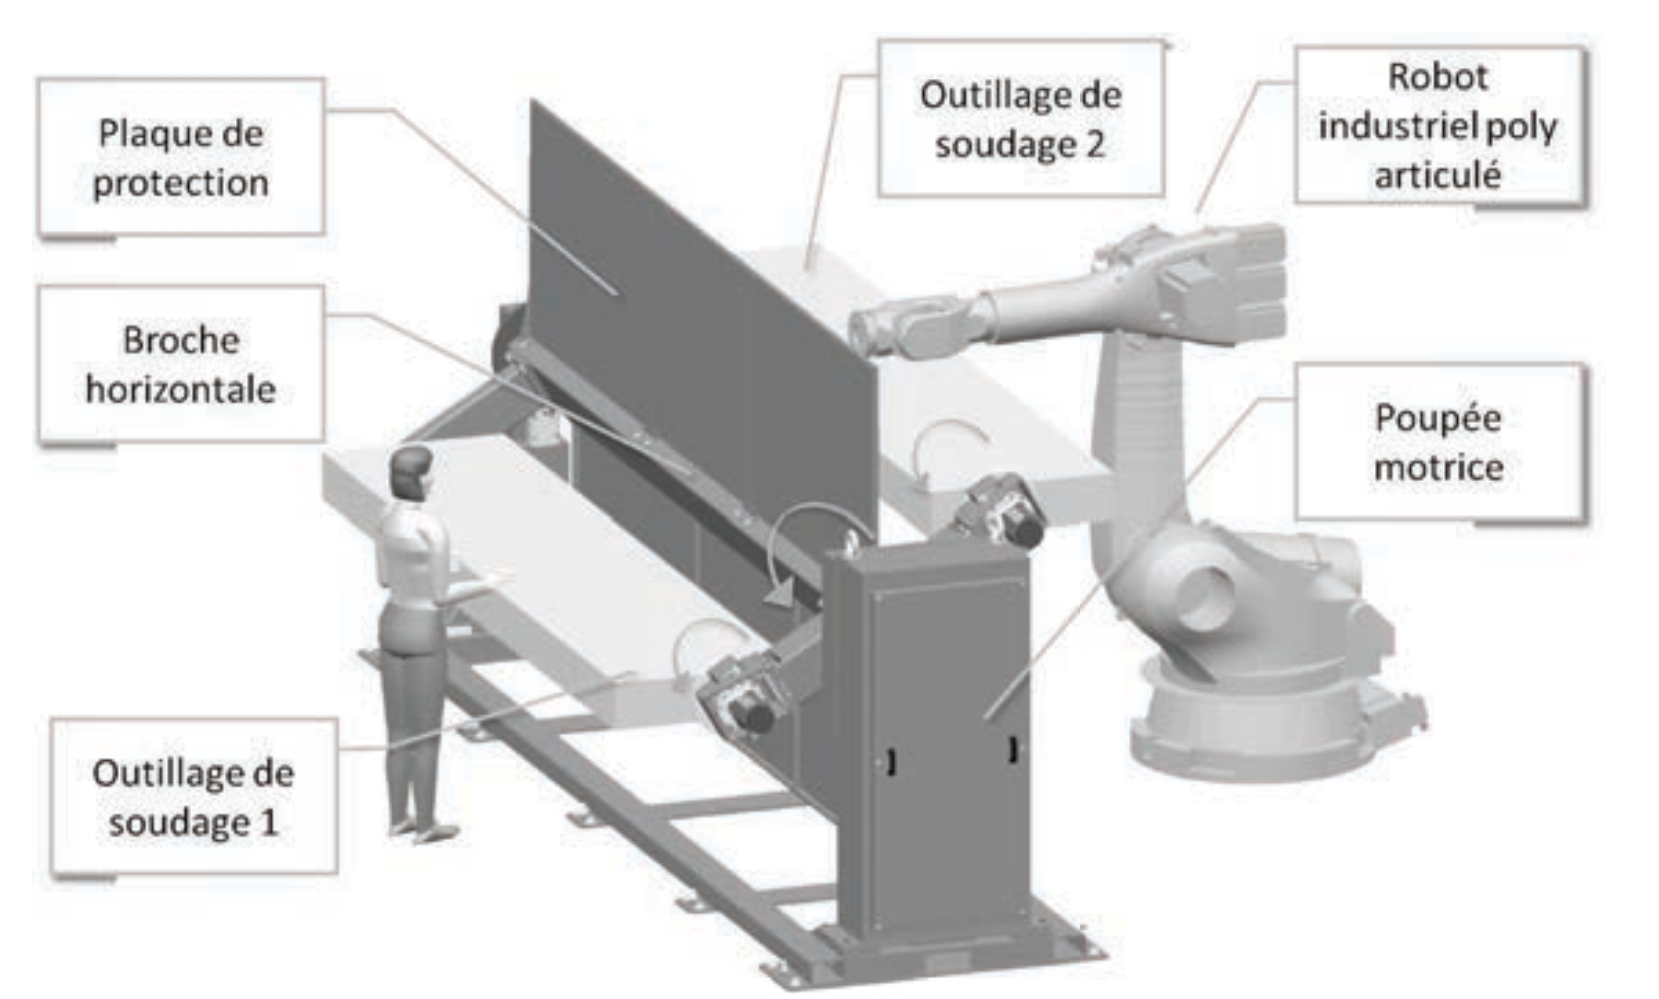 Plaque de
protection
Outillage de
soudage 2
Robot
industriel poly
articulé
Broche
horizontale
Poupée
motrice
Outillage de
soudage 1